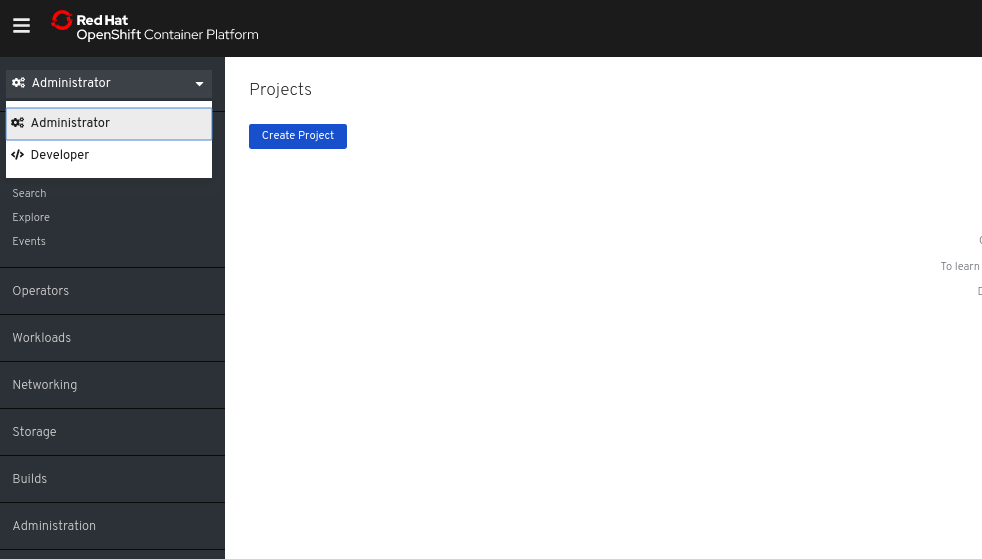 Red Hat
OpenShift Container Platform
Administrator
Administrator
Developer
Search
Explore
Events
Operators
Workloads
Networking
Storage
Builds
Administration
Projects
Create Project
To learn